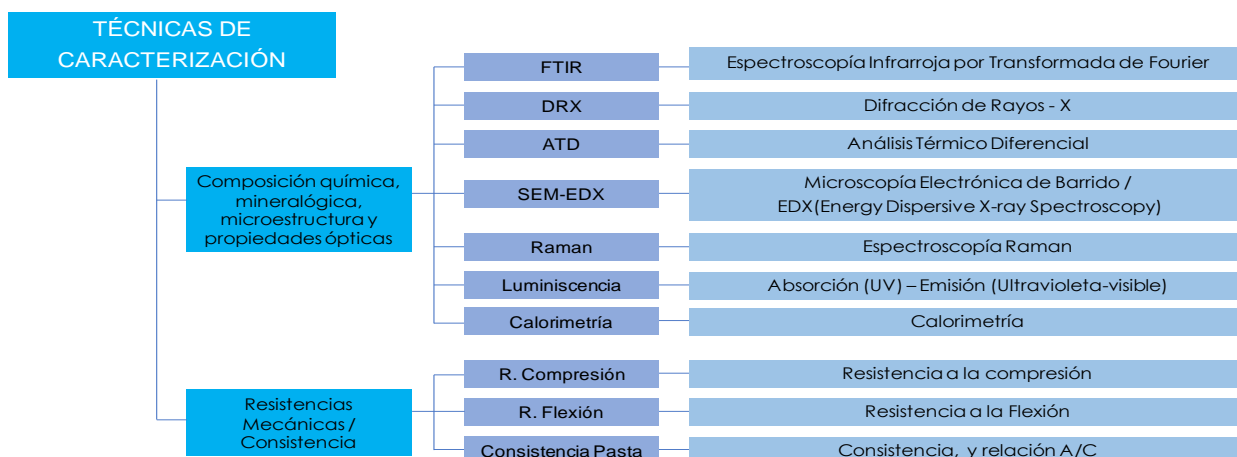 TÉCNICAS DE
CARACTERIZACIÓN
Composición química,
mineralógica,
microestructura y
propiedades ópticas
FTIR
Espectroscopía Infrarroja por Transformada de Fourier
DRX
Difracción de Rayos - X
ATD
Análisis Térmico Diferencial
SEM-EDX
Microscopía Electrónica de Barrido /
EDX(Energy Dispersive X-ray Spectroscopy)
Raman
Espectroscopía Raman
Luminiscencia
Absorción (UV) – Emisión (Ultravioleta-visible)
Calorimetría
Calorimetría
Resistencias
Mecánicas /
Consistencia
R. Compresión
Resistencia a la compresión
R. Flexión
Resistencia a la Flexión
Consistencia Pasta
Consistencia, y relación A/C